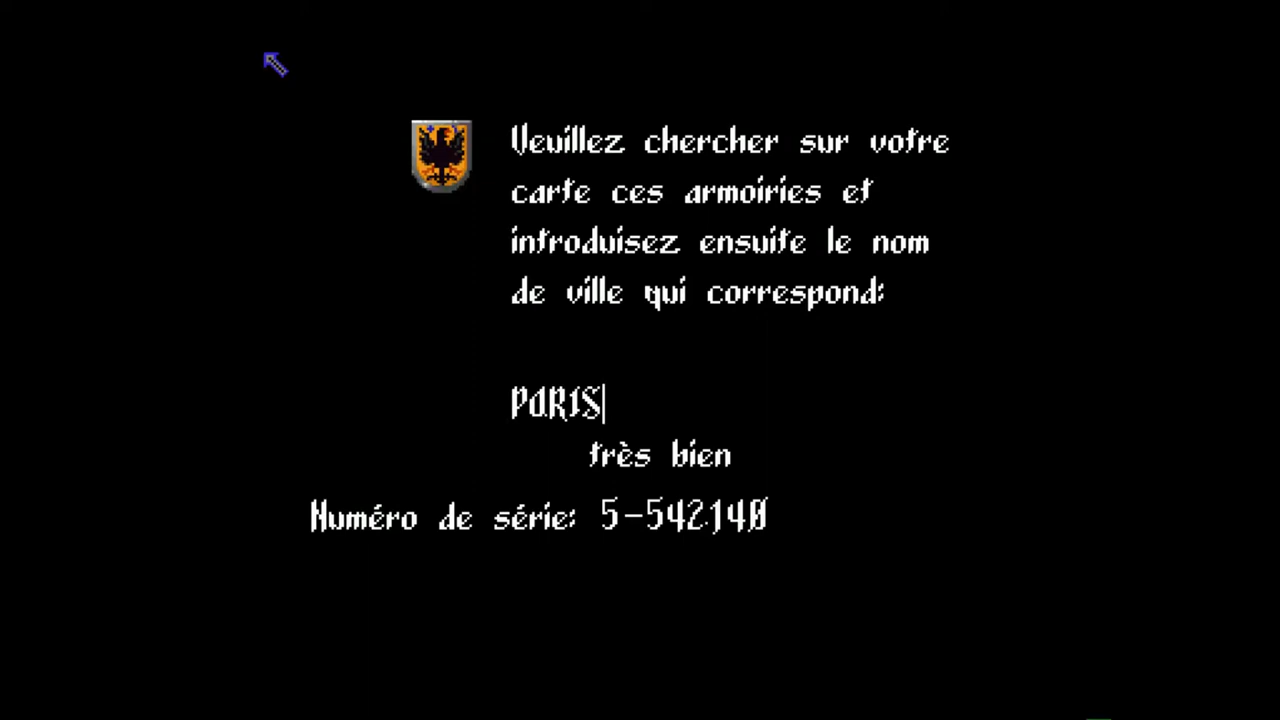 Veuillez chercher sur votre
carte ces armoiries et
introduisez ensuite le nom
de ville qui correspond:
PARIS
très bien
Numéro de série: 5-542140